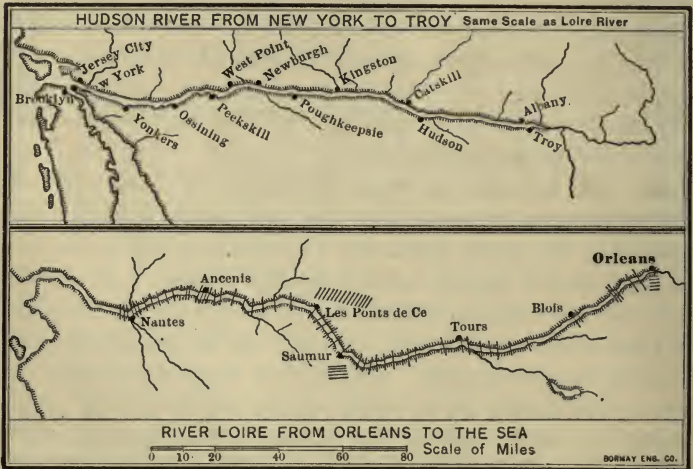 HUDSON RIVER FROM NEW YORK TO TROY Same Scale as Loire River
Jersey City
w York
Brooklyn
Yonkers
Ossining
Peekskill
West Point
Newburgh
Poughkeepsie
Kingston
Catskill
Hudson
Albany
Troy
Orleans
Ancenis
Nantes
Les Ponts de Ce
Saumur
Tours
Blois
RIVER LOIRE FROM ORLEANS TO THE SEA
Scale of Miles
0 10 20 40 60 80
BORMAY ENG. CO.